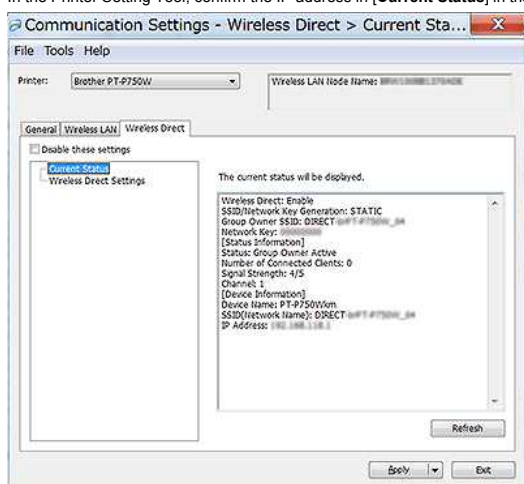 In the Printer Setting Tool, confirm the IP address in [Current Status] in the
Communication Settings - Wireless Direct > Current Sta...
File Tools Help
Printer: Brother PT-P750W Wireless LAN Node Name:
General Wireless LAN Wireless Direct
Disable these settings
Current Status
Wireless Direct Settings
The current status will be displayed.
Wireless Direct: Enable
SSID/Network Key Generation: STATIC
Group Owner SSID: DIRECT-
Network Key:
[Status Information]
Status: Group Owner Active
Number of Connected Clients: 0
Signal Strength: 4/5
Channel: 1
[Device Information]
Device Name: PT-P750Wkm
SSID(Network Name): DIRECT-
IP Address:
Refresh
Apply Exit